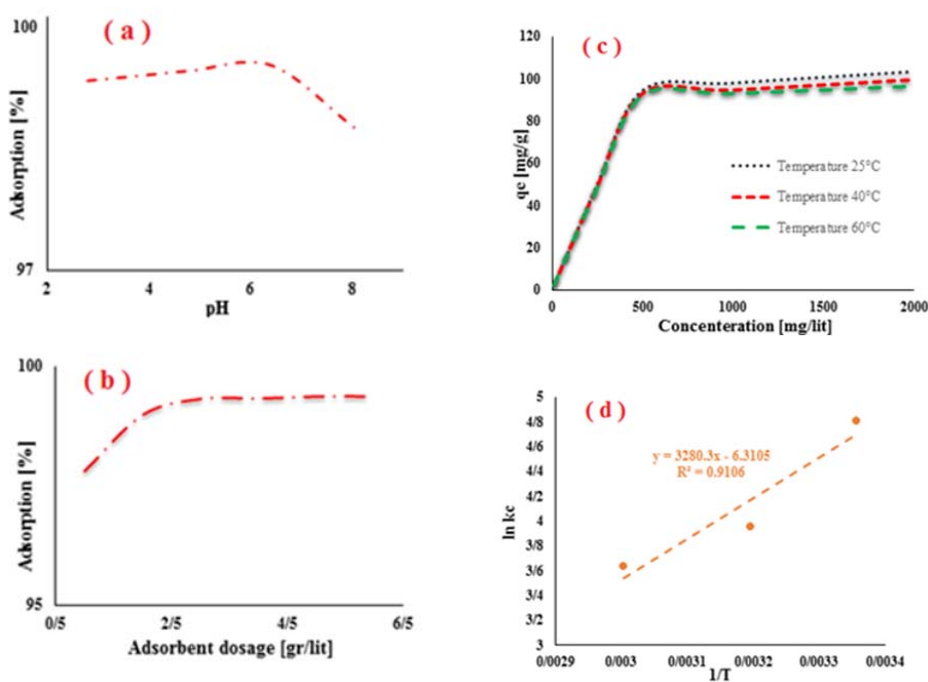 ( a )
100
97
Adsorption [%]
2 4 6 8
pH
( b )
100
95
Adsorption [%]
0/5 2/5 4/5 6/5
Adsorbent dosage [gr/lit]
( c )
120
100
80
60
40
20
0
qe [mg/g]
Temperature 25°C
Temperature 40°C
Temperature 60°C
0 500 1000 1500 2000
Concenteration [mg/lit]
( d )
5
4/8
4/6
4/4
4/2
4
3/8
3/6
3/4
3/2
3
ln kc
y = 3280.3x - 6.3105
R² = 0.9106
0/0029 0/003 0/0031 0/0032 0/0033 0/0034
1/T